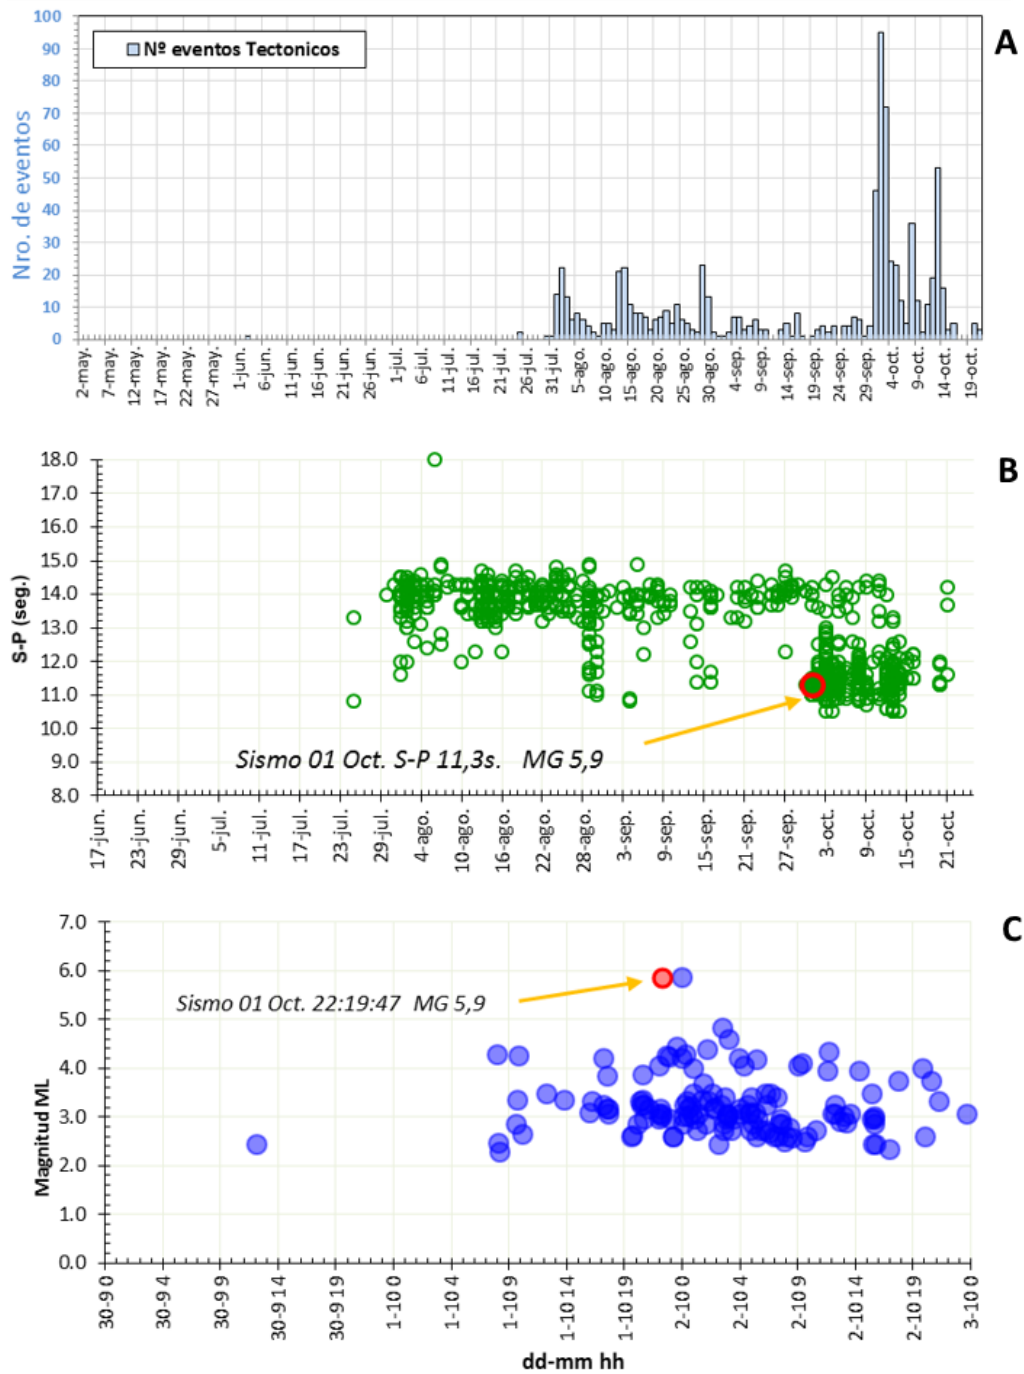 A
Nº eventos Tectonicos
Nro. de eventos
100
90
80
70
60
50
40
30
20
10
0
2-may. 7-may. 12-may. 17-may. 22-may. 27-may. 1-jun. 6-jun. 11-jun. 16-jun. 21-jun. 26-jun. 1-jul. 6-jul. 11-jul. 16-jul. 21-jul. 26-jul. 31-jul. 5-ago. 10-ago. 15-ago. 20-ago. 25-ago. 30-ago. 4-sep. 9-sep. 14-sep. 19-sep. 24-sep. 29-sep. 4-oct. 9-oct. 14-oct. 19-oct.
B
S-P (seg.)
18.0
17.0
16.0
15.0
14.0
13.0
12.0
11.0
10.0
9.0
8.0
Sismo 01 Oct. S-P 11,3s. MG 5,9
17-jun. 23-jun. 29-jun. 5-jul. 11-jul. 17-jul. 23-jul. 29-jul. 4-ago. 10-ago. 16-ago. 22-ago. 28-ago. 3-sep. 9-sep. 15-sep. 21-sep. 27-sep. 3-oct. 9-oct. 15-oct. 21-oct.
C
Magnitud ML
7.0
6.0
5.0
4.0
3.0
2.0
1.0
0.0
Sismo 01 Oct. 22:19:47 MG 5,9
30-9 0 30-9 4 30-9 9 30-9 14 30-9 19 1-10 0 1-10 4 1-10 9 1-10 14 1-10 19 2-10 0 2-10 4 2-10 9 2-10 14 2-10 19 3-10 0
dd-mm hh